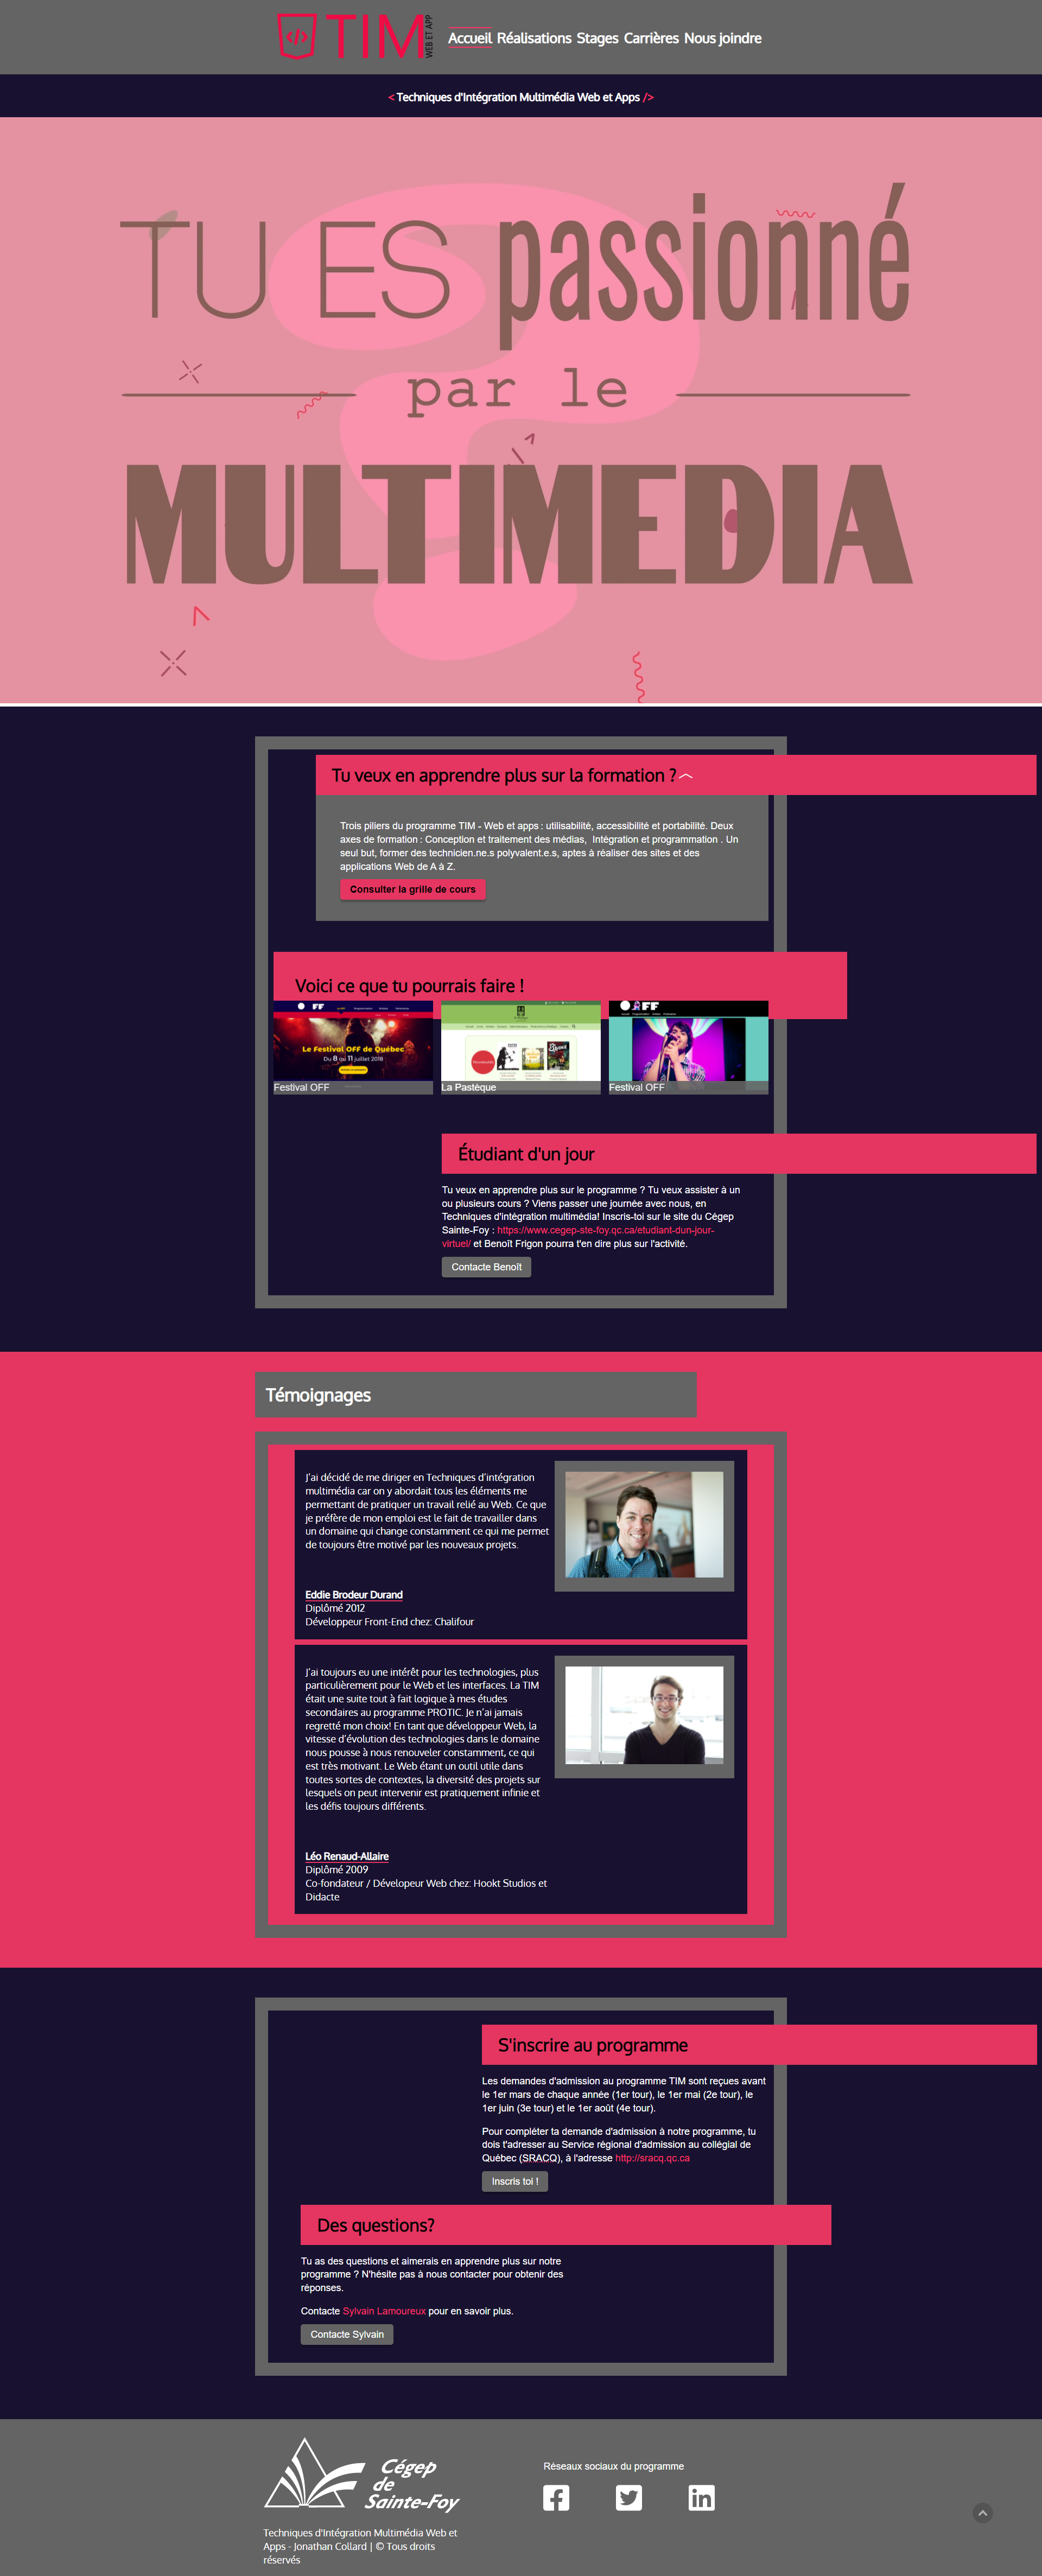 TIM WEB ET APP
Accueil Réalisations Stages Carrières Nous joindre
< Techniques d'Intégration Multimédia Web et Apps />
TU ES passionné
par le
MULTIMEDIA
Tu veux en apprendre plus sur la formation ?
Trois piliers du programme TIM - Web et apps : utilisabilité, accessibilité et portabilité. Deux
axes de formation : Conception et traitement des médias, Intégration et programmation . Un
seul but, former des technicien.ne.s polyvalent.e.s, aptes à réaliser des sites et des
applications Web de A à Z.
Consulter la grille de cours
Voici ce que tu pourrais faire !
Le Festival OFF de Québec
Du 8 au 11 juillet 2018
Festival OFF
La Pastèque
Festival OFF
Étudiant d'un jour
Tu veux en apprendre plus sur le programme ? Tu veux assister à un
ou plusieurs cours ? Viens passer une journée avec nous, en
Techniques d'intégration multimédia! Inscris-toi sur le site du Cégep
Sainte-Foy : https://www.cegep-ste-foy.qc.ca/etudiant-dun-jour-
virtuel/ et Benoît Frigon pourra t'en dire plus sur l'activité.
Contacte Benoît
Témoignages
J'ai décidé de me diriger en Techniques d'intégration
multimédia car on y abordait tous les éléments me
permettant de pratiquer un travail relié au Web. Ce que
je préfère de mon emploi est le fait de travailler dans
un domaine qui change constamment ce qui me permet
de toujours être motivé par les nouveaux projets.
Eddie Brodeur Durand
Diplômé 2012
Développeur Front-End chez: Chalifour
J'ai toujours eu une intérêt pour les technologies, plus
particulièrement pour le Web et les interfaces. La TIM
était une suite tout à fait logique à mes études
secondaires au programme PROTIC. Je n'ai jamais
regretté mon choix! En tant que développeur Web, la
vitesse d'évolution des technologies dans le domaine
nous pousse à nous renouveler constamment, ce qui
est très motivant. Le Web étant un outil utile dans
toutes sortes de contextes, la diversité des projets sur
lesquels on peut intervenir est pratiquement infinie et
les défis toujours différents.
Léo Renaud-Allaire
Diplômé 2009
Co-fondateur / Dévelopeur Web chez: Hookt Studios et
Didacte
S'inscrire au programme
Les demandes d'admission au programme TIM sont reçues avant
le 1er mars de chaque année (1er tour), le 1er mai (2e tour), le
1er juin (3e tour) et le 1er août (4e tour).
Pour compléter ta demande d'admission à notre programme, tu
dois t'adresser au Service régional d'admission au collégial de
Québec (SRACQ), à l'adresse http://sracq.qc.ca
Inscris toi !
Des questions?
Tu as des questions et aimerais en apprendre plus sur notre
programme ? N'hésite pas à nous contacter pour obtenir des
réponses.
Contacte Sylvain Lamoureux pour en savoir plus.
Contacte Sylvain
Cégep
de
Sainte-Foy
Réseaux sociaux du programme
Techniques d'Intégration Multimédia Web et
Apps - Jonathan Collard | © Tous droits
réservés